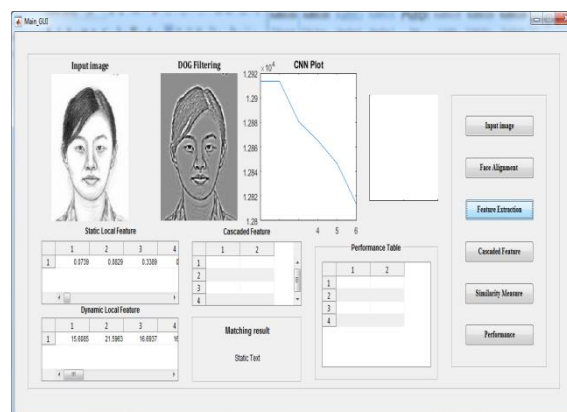 Main_GUI
Input image
DOG Filtering
CNN Plot
×10⁴
1.292
1.29
1.288
1.286
1.284
1.282
1.28
4 5 6
Static Local Feature
1 2 3 4
1 0.0739 0.0829 0.3389
Cascaded Feature
1 2
1
2
3
4
Performance Table
1 2
1
2
3
4
Dynamic Local Feature
1 2 3 4
1 15.6085 21.5963 16.6937
Matching result
Static Text
Input image
Face Alignment
Feature Extraction
Cascaded Feature
Similarity Measure
Performance